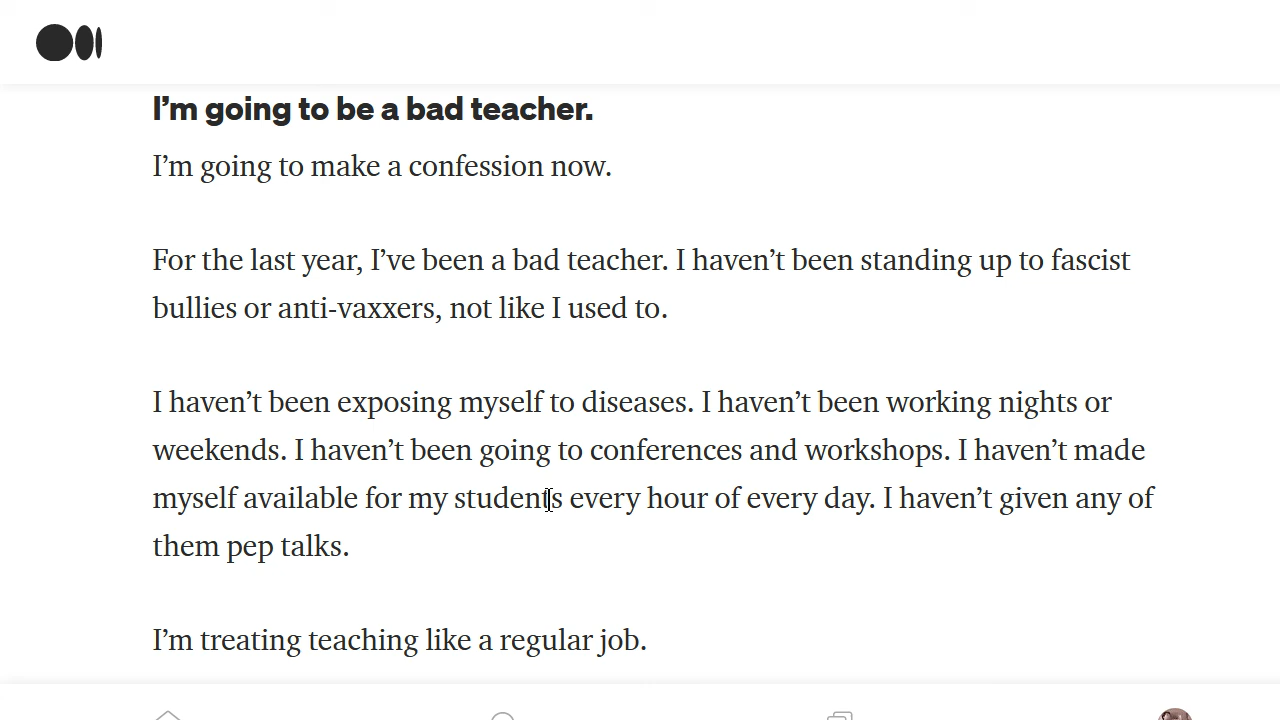 I’m going to be a bad teacher.
I’m going to make a confession now.
For the last year, I’ve been a bad teacher. I haven’t been standing up to fascist
bullies or anti-vaxxers, not like I used to.
I haven’t been exposing myself to diseases. I haven’t been working nights or
weekends. I haven’t been going to conferences and workshops. I haven’t made
myself available for my students every hour of every day. I haven’t given any of
them pep talks.
I’m treating teaching like a regular job.